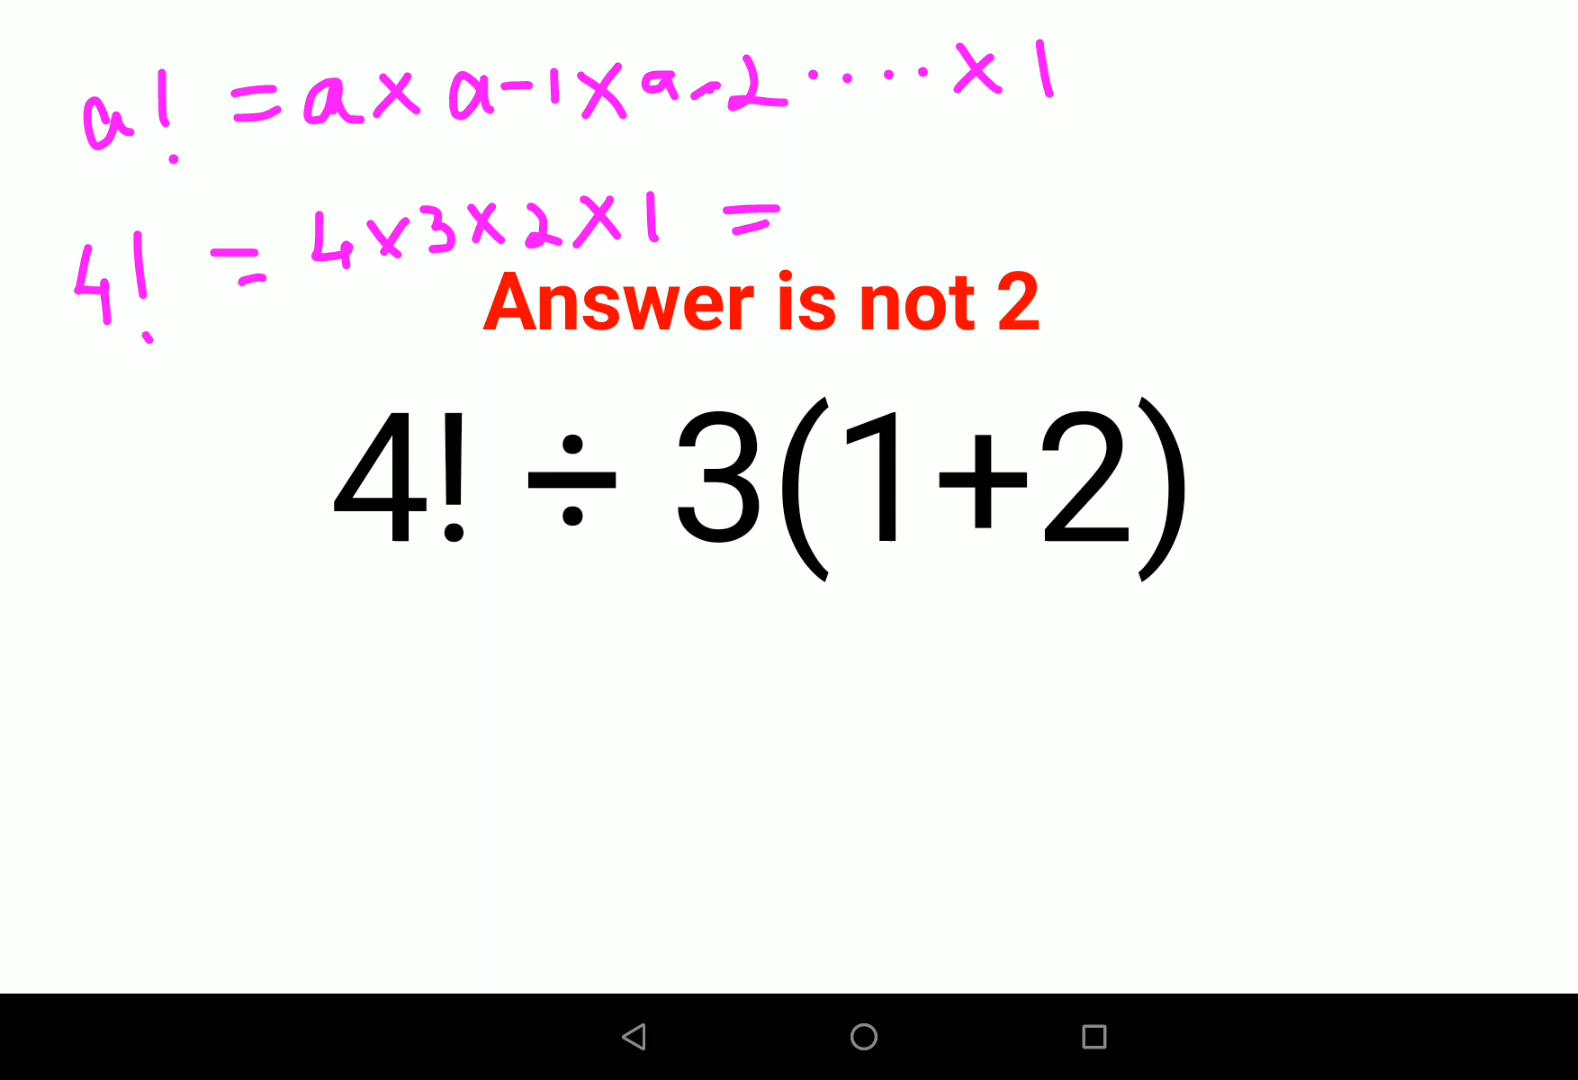 a! = a x a-1 x a-2 .... x 1
4! = 4 x 3 x 2 x 1 =
Answer is not 2
4! ÷ 3(1+2)